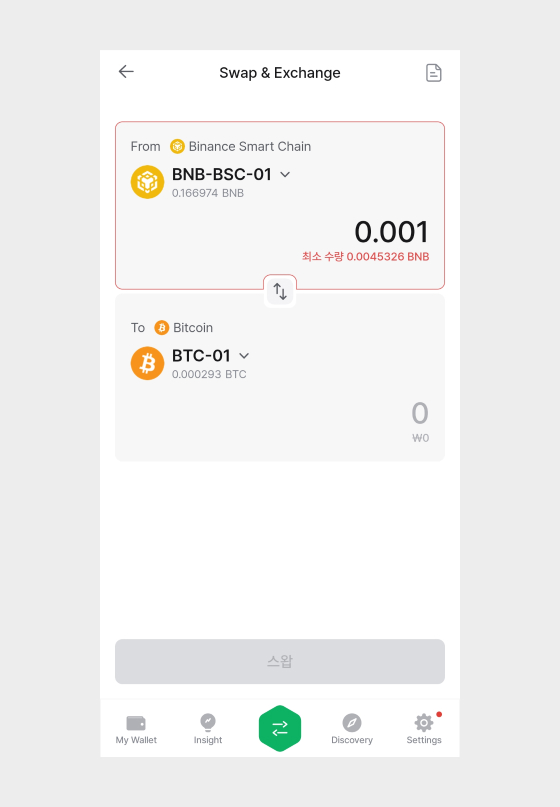 Swap & Exchange
From Binance Smart Chain
BNB-BSC-01
0.166974 BNB
0.001
최소 수량 0.0045326 BNB
To Bitcoin
BTC-01
0.000293 BTC
0
₩0
스왑
My Wallet Insight Discovery Settings